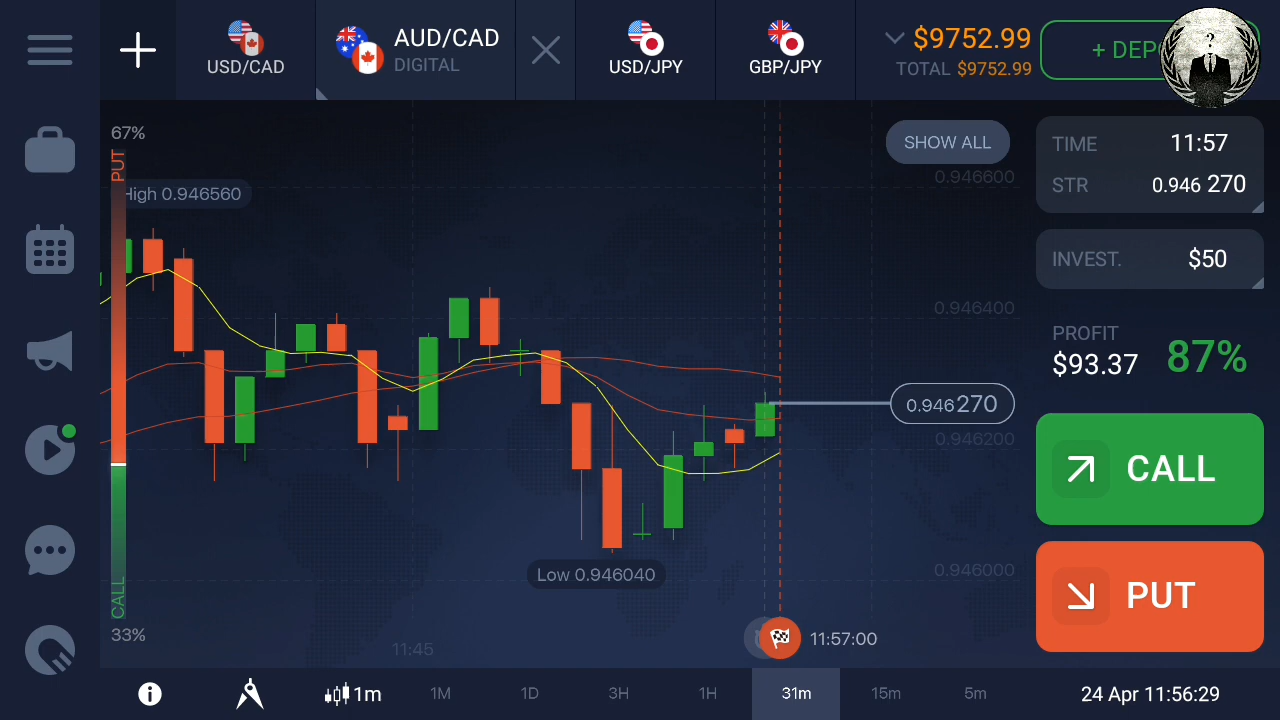 USD/CAD
AUD/CAD
DIGITAL
USD/JPY
GBP/JPY
$9752.99
TOTAL $9752.99
+ DEP
?
67%
PUT
High 0.946560
SHOW ALL
0.946600
0.946400
0.946270
0.946200
Low 0.946040
0.946000
CALL
33%
11:45
11:57:00
TIME 11:57
STR 0.946 270
INVEST. $50
PROFIT
$93.37 87%
CALL
PUT
1m 1M 1D 3H 1H 31m 15m 5m 24 Apr 11:56:29